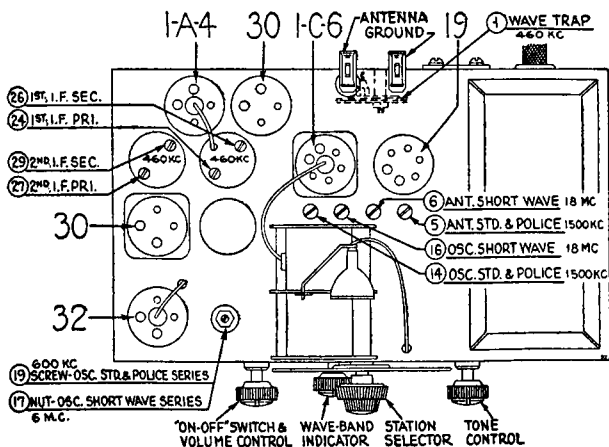 1-A-4 30 1-C-6 ANTENNA GROUND 19
1 WAVE TRAP
460 KC
26 1ST. I.F. SEC.
24 1ST. I.F. PRI.
29 2ND. I.F. SEC.
27 2ND. I.F. PRI.
460KC
460KC
6 ANT. SHORT WAVE 18 MC
5 ANT. STD. & POLICE 1500KC
16 OSC. SHORT WAVE 18 MC
14 OSC. STD. & POLICE 1500KC
30
32
600 KC
19 SCREW-OSC. STD. & POLICE SERIES
17 NUT-OSC. SHORT WAVE SERIES
6 M.C.
"ON-OFF" SWITCH &
VOLUME CONTROL
WAVE-BAND
INDICATOR
STATION
SELECTOR
TONE
CONTROL